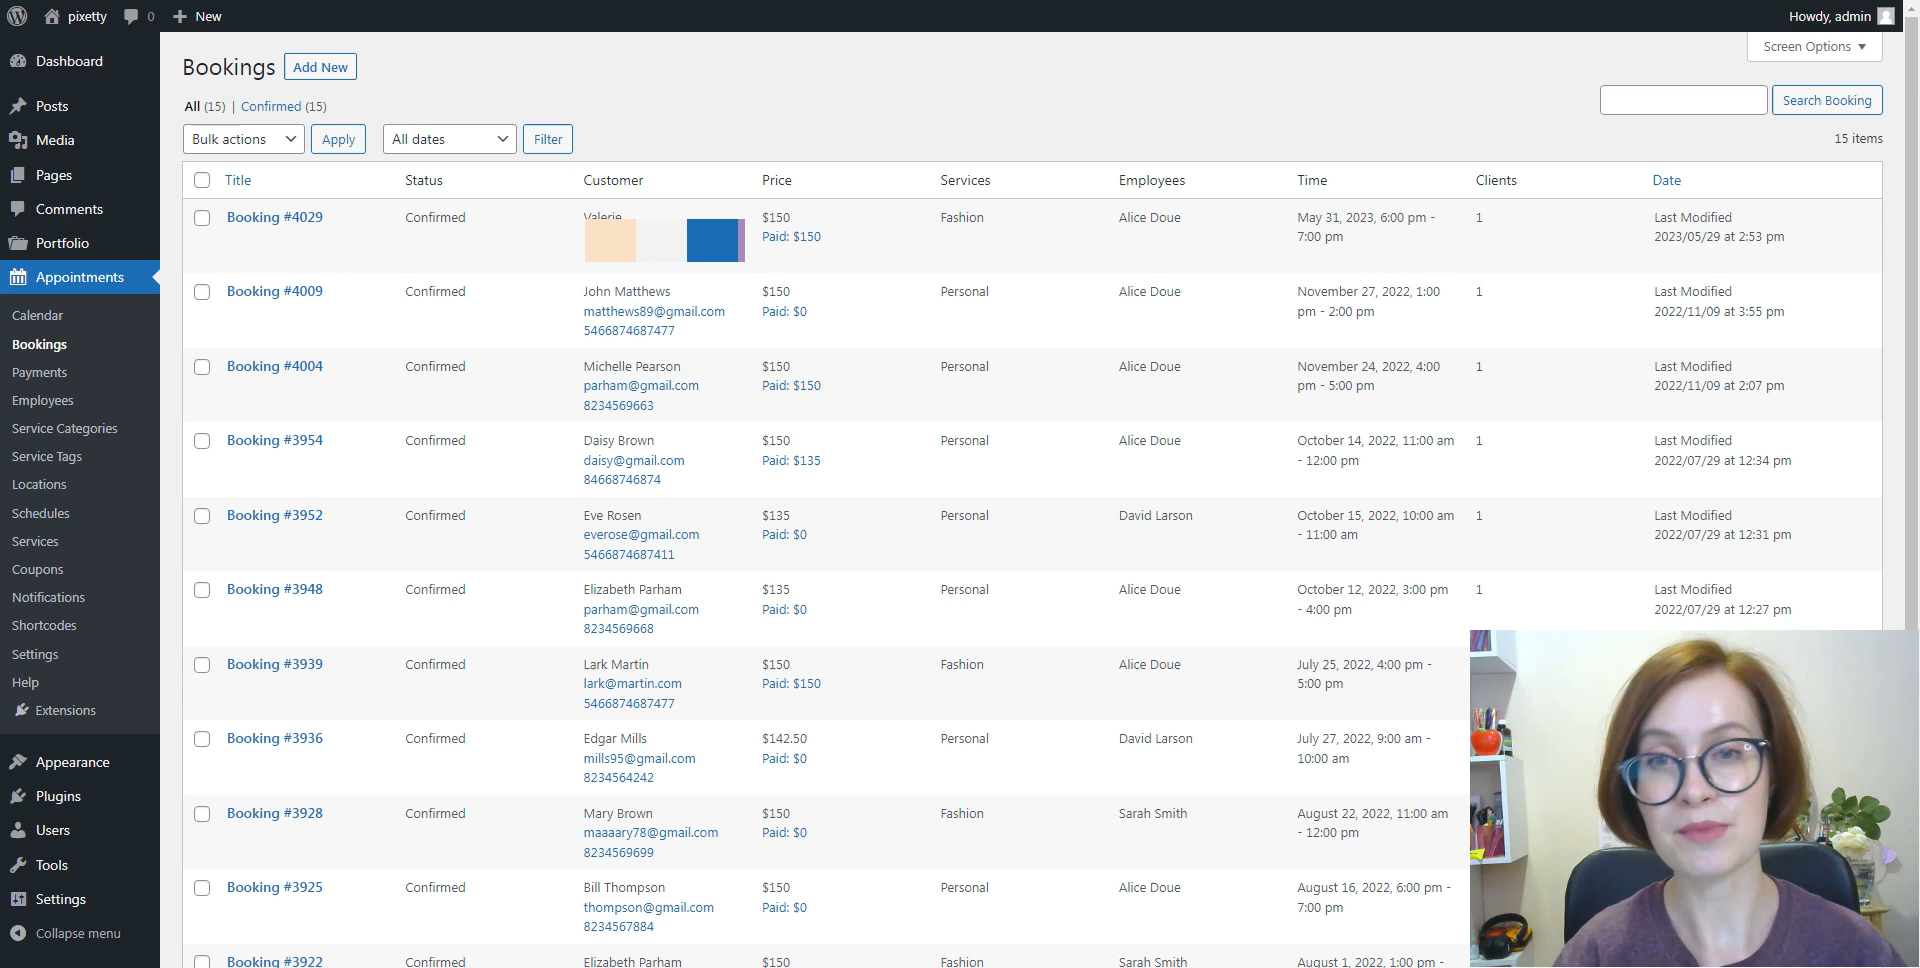 pixetty
0
New
Howdy, admin
Dashboard
Posts
Media
Pages
Comments
Portfolio
Appointments
Calendar
Bookings
Payments
Employees
Service Categories
Service Tags
Locations
Schedules
Services
Coupons
Notifications
Shortcodes
Settings
Help
Extensions
Appearance
Plugins
Users
Tools
Settings
Collapse menu
Screen Options
Bookings
Add New
All (15) | Confirmed (15)
Search Booking
Bulk actions
Apply
All dates
Filter
15 items
Title Status Customer Price Services Employees Time Clients Date
Booking #4029 Confirmed Valerie $150 Fashion Alice Doue May 31, 2023, 6:00 pm - 1 Last Modified
Paid: $150 7:00 pm 2023/05/29 at 2:53 pm
Booking #4009 Confirmed John Matthews $150 Personal Alice Doue November 27, 2022, 1:00 1 Last Modified
matthews89@gmail.com Paid: $0 pm - 2:00 pm 2022/11/09 at 3:55 pm
5466874687477
Booking #4004 Confirmed Michelle Pearson $150 Personal Alice Doue November 24, 2022, 4:00 1 Last Modified
parham@gmail.com Paid: $150 pm - 5:00 pm 2022/11/09 at 2:07 pm
8234569663
Booking #3954 Confirmed Daisy Brown $150 Personal Alice Doue October 14, 2022, 11:00 am 1 Last Modified
daisy@gmail.com Paid: $135 - 12:00 pm 2022/07/29 at 12:34 pm
84668746874
Booking #3952 Confirmed Eve Rosen $135 Personal David Larson October 15, 2022, 10:00 am 1 Last Modified
everose@gmail.com Paid: $0 - 11:00 am 2022/07/29 at 12:31 pm
5466874687411
Booking #3948 Confirmed Elizabeth Parham $135 Personal Alice Doue October 12, 2022, 3:00 pm 1 Last Modified
parham@gmail.com Paid: $0 - 4:00 pm 2022/07/29 at 12:27 pm
8234569668
Booking #3939 Confirmed Lark Martin $150 Fashion Alice Doue July 25, 2022, 4:00 pm -
lark@martin.com Paid: $150 5:00 pm
5466874687477
Booking #3936 Confirmed Edgar Mills $142.50 Personal David Larson July 27, 2022, 9:00 am -
mills95@gmail.com Paid: $0 10:00 am
8234564242
Booking #3928 Confirmed Mary Brown $150 Fashion Sarah Smith August 22, 2022, 11:00 am
maaaary78@gmail.com Paid: $0 - 12:00 pm
8234569699
Booking #3925 Confirmed Bill Thompson $150 Personal Alice Doue August 16, 2022, 6:00 pm -
thompson@gmail.com Paid: $0 7:00 pm
8234567884
Booking #3922 Confirmed Elizabeth Parham $150 Fashion Sarah Smith August 1, 2022, 1:00 pm -